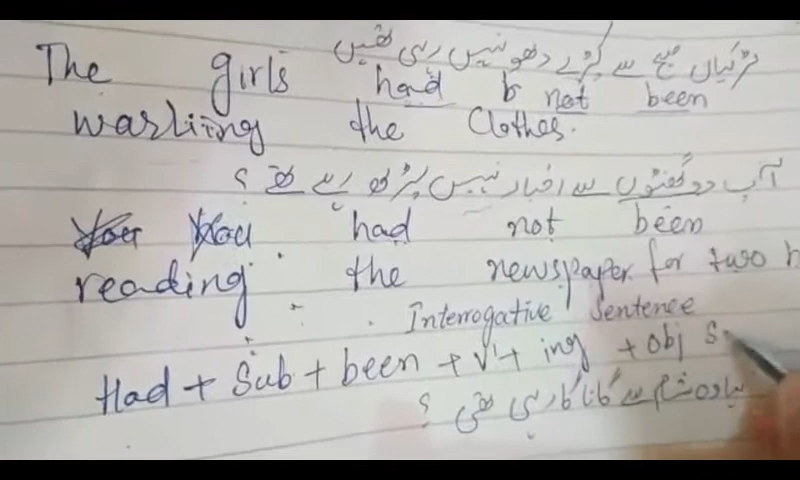 لڑکیاں صبح سے کپڑے دھو نہیں رہی تھیں
The girls had not been
warshiing the Clothes.
آپ دو گھنٹوں سے اخبار نہیں پڑھ رہے تھے ؟
You had not been
reading the newspaper for two h
Interrogative Sentence
Had + Sub + been + v¹ + ing + obj S
کیا وہ شام سے گانا گا رہی تھی ؟